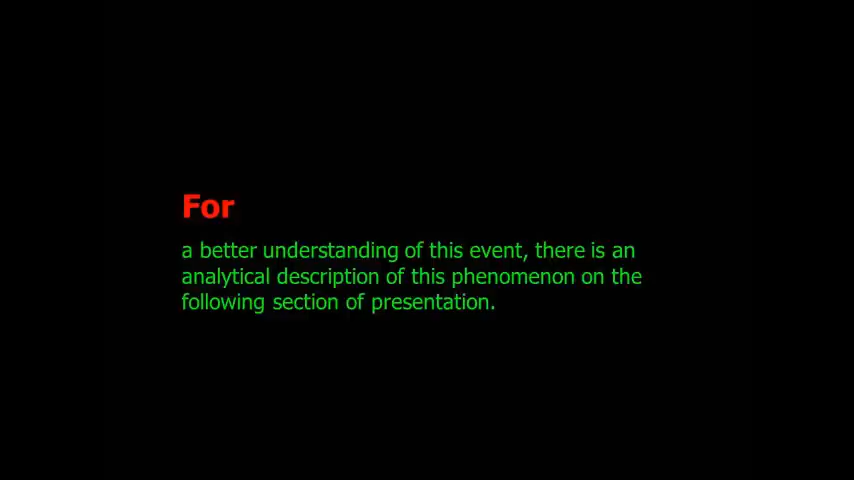 For
a better understanding of this event, there is an
analytical description of this phenomenon on the
following section of presentation.